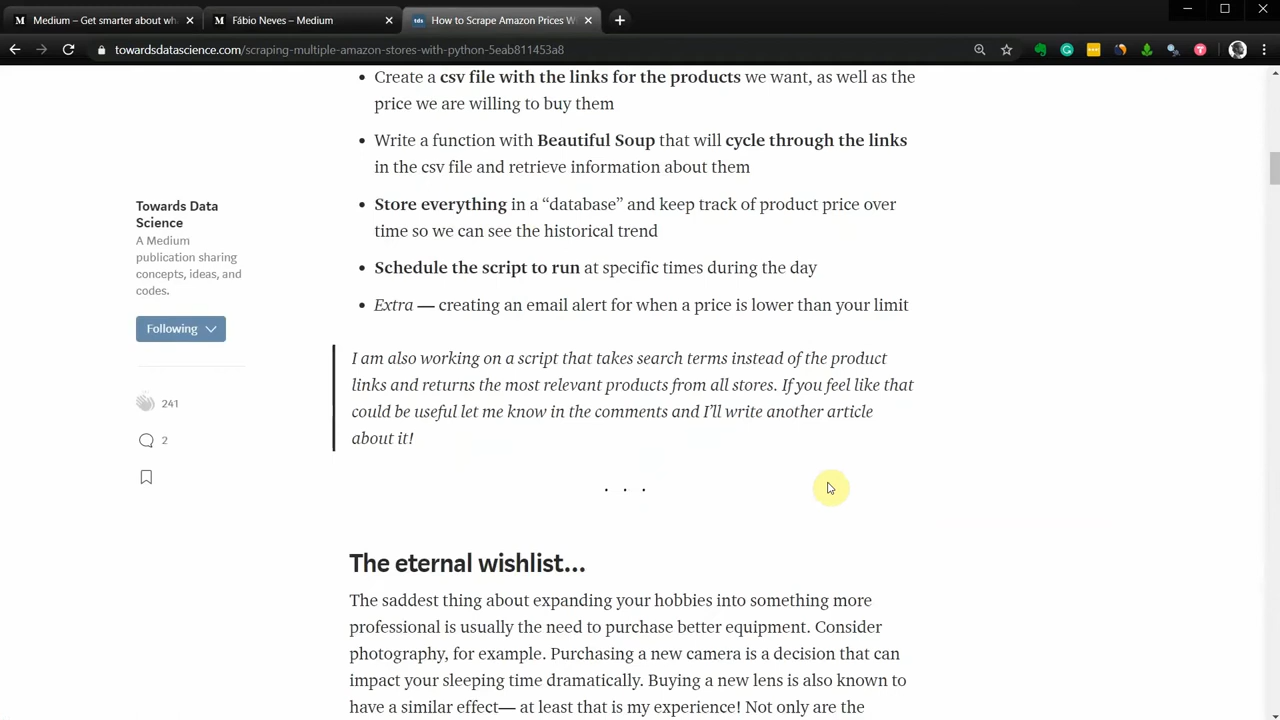 Medium – Get smarter about wha
Fábio Neves – Medium
tds
How to Scrape Amazon Prices W
towardsdatascience.com/scraping-multiple-amazon-stores-with-python-5eab811453a8
• Create a csv file with the links for the products we want, as well as the
price we are willing to buy them
• Write a function with Beautiful Soup that will cycle through the links
in the csv file and retrieve information about them
• Store everything in a “database” and keep track of product price over
time so we can see the historical trend
• Schedule the script to run at specific times during the day
• Extra — creating an email alert for when a price is lower than your limit
Towards Data
Science
A Medium
publication sharing
concepts, ideas, and
codes.
Following
241
2
I am also working on a script that takes search terms instead of the product
links and returns the most relevant products from all stores. If you feel like that
could be useful let me know in the comments and I’ll write another article
about it!
. . .
The eternal wishlist…
The saddest thing about expanding your hobbies into something more
professional is usually the need to purchase better equipment. Consider
photography, for example. Purchasing a new camera is a decision that can
impact your sleeping time dramatically. Buying a new lens is also known to
have a similar effect— at least that is my experience! Not only are the